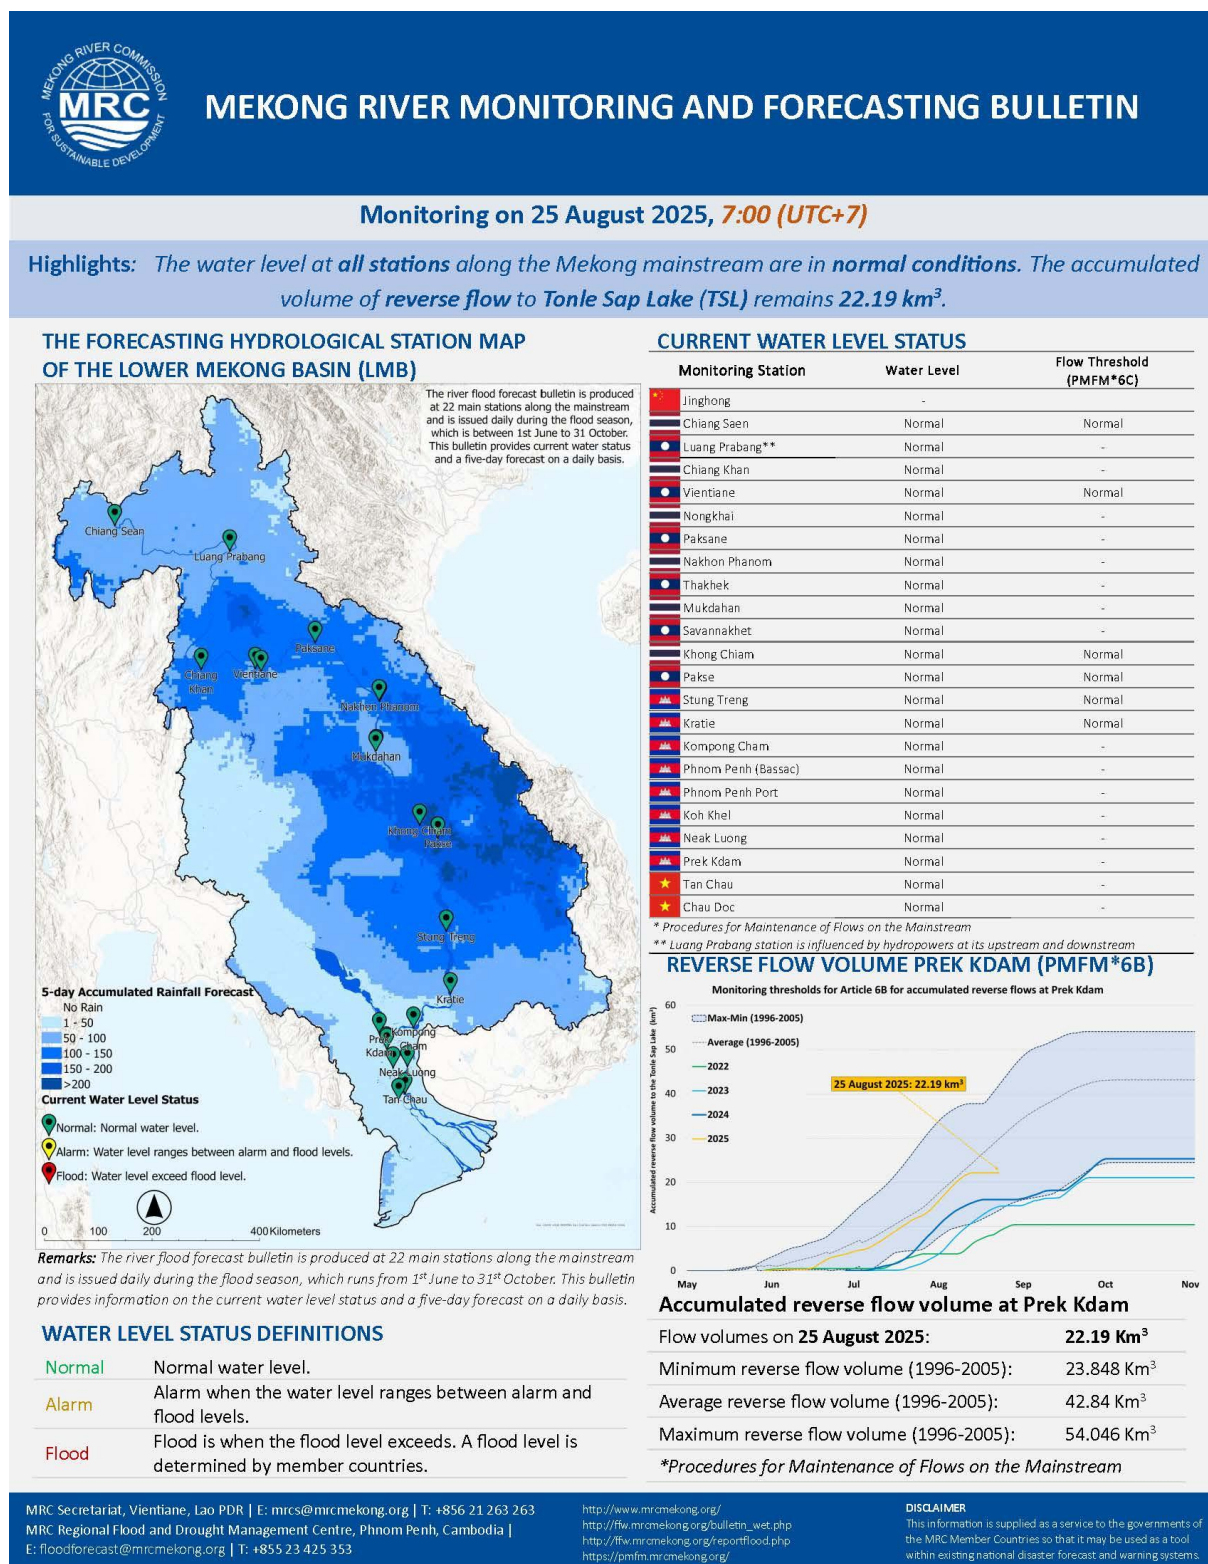 MEKONG RIVER COMMISSION
MRC
FOR SUSTAINABLE DEVELOPMENT
MEKONG RIVER MONITORING AND FORECASTING BULLETIN
Monitoring on 25 August 2025, 7:00 (UTC+7)
Highlights: The water level at all stations along the Mekong mainstream are in normal conditions. The accumulated
volume of reverse flow to Tonle Sap Lake (TSL) remains 22.19 km³.
THE FORECASTING HYDROLOGICAL STATION MAP
OF THE LOWER MEKONG BASIN (LMB)
The river flood forecast bulletin is produced
at 22 main stations along the mainstream
and is issued daily during the flood season,
which is between 1st June to 31 October.
This bulletin provides current water status
and a five-day forecast on a daily basis.
Chiang Sean
Luang Prabang
Paksane
Chiang
Khan
Vientiane
Nakhon Phanom
Mukdahan
Khong Chiam
Pakse
Stung Treng
Kratie
Kompong
Cham
Prek
Kdam
Neak Luong
Tan Chau
5-day Accumulated Rainfall Forecast
No Rain
1 - 50
50 - 100
100 - 150
150 - 200
>200
Current Water Level Status
Normal: Normal water level.
Alarm: Water level ranges between alarm and flood levels.
Flood: Water level exceed flood level.
0 100 200 400 Kilometers
Remarks: The river flood forecast bulletin is produced at 22 main stations along the mainstream
and is issued daily during the flood season, which runs from 1st June to 31st October. This bulletin
provides information on the current water level status and a five-day forecast on a daily basis.
WATER LEVEL STATUS DEFINITIONS
Normal Normal water level.
Alarm Alarm when the water level ranges between alarm and
flood levels.
Flood Flood is when the flood level exceeds. A flood level is
determined by member countries.
CURRENT WATER LEVEL STATUS
Monitoring Station Water Level Flow Threshold
(PMFM*6C)
Jinghong -
Chiang Saen Normal Normal
Luang Prabang** Normal -
Chiang Khan Normal -
Vientiane Normal Normal
Nongkhai Normal -
Paksane Normal -
Nakhon Phanom Normal -
Thakhek Normal -
Mukdahan Normal -
Savannakhet Normal -
Khong Chiam Normal Normal
Pakse Normal Normal
Stung Treng Normal Normal
Kratie Normal Normal
Kompong Cham Normal -
Phnom Penh (Bassac) Normal -
Phnom Penh Port Normal -
Koh Khel Normal -
Neak Luong Normal -
Prek Kdam Normal -
Tan Chau Normal -
Chau Doc Normal -
* Procedures for Maintenance of Flows on the Mainstream
** Luang Prabang station is influenced by hydropowers at its upstream and downstream
REVERSE FLOW VOLUME PREK KDAM (PMFM*6B)
Monitoring thresholds for Article 6B for accumulated reverse flows at Prek Kdam
Accumulated reverse flow volume to the Tonle Sap Lake (km³)
60
50
40
30
20
10
0
Max-Min (1996-2005)
Average (1996-2005)
2022
2023
2024
2025
25 August 2025: 22.19 km³
May Jun Jul Aug Sep Oct Nov
Accumulated reverse flow volume at Prek Kdam
Flow volumes on 25 August 2025: 22.19 Km³
Minimum reverse flow volume (1996-2005): 23.848 Km³
Average reverse flow volume (1996-2005): 42.84 Km³
Maximum reverse flow volume (1996-2005): 54.046 Km³
*Procedures for Maintenance of Flows on the Mainstream
MRC Secretariat, Vientiane, Lao PDR | E: mrcs@mrcmekong.org | T: +856 21 263 263
MRC Regional Flood and Drought Management Centre, Phnom Penh, Cambodia |
E: floodforecast@mrcmekong.org | T: +855 23 425 353
http://www.mrcmekong.org/
http://ffw.mrcmekong.org/bulletin_wet.php
http://ffw.mrcmekong.org/reportflood.php
https://pmfm.mrcmekong.org/
DISCLAIMER
This information is supplied as a service to the governments of
the MRC Member Countries so that it may be used as a tool
within existing national disaster forecast and warning systems.